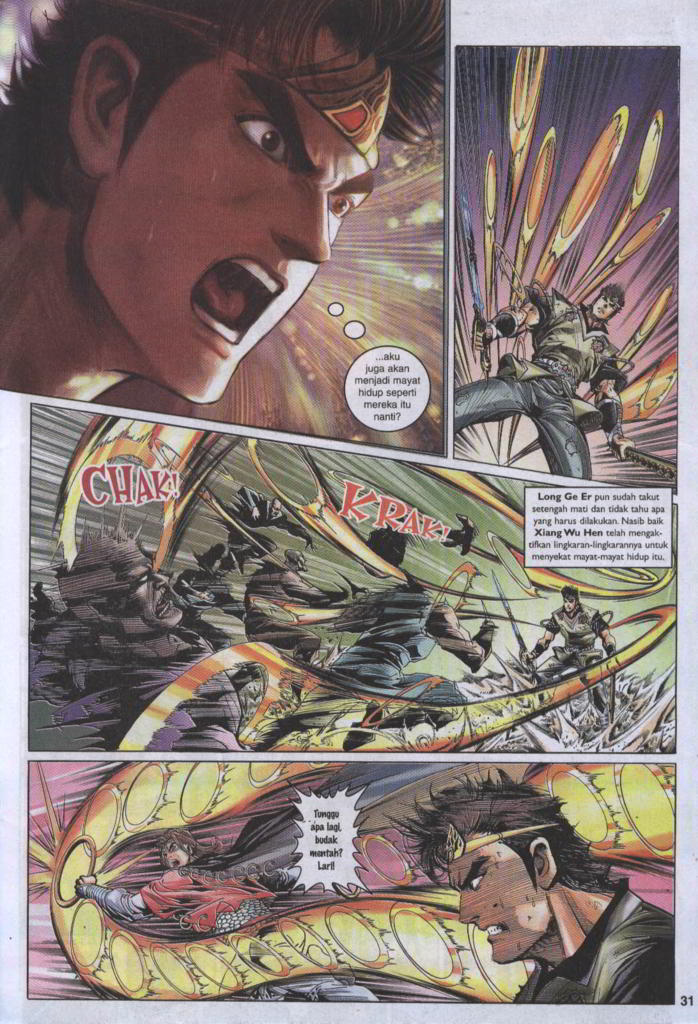 ...aku
juga akan
menjadi mayat
hidup seperti
mereka itu
nanti?
CHAK!
KRAK!
Long Ge Er pun sudah takut
setengah mati dan tidak tahu apa
yang harus dilakukan. Nasib baik
Xiang Wu Hen telah mengak-
tifkan lingkaran-lingkarannya untuk
menyekat mayat-mayat hidup itu.
Tunggu
apa lagi,
budak
mentah?
Lari!!
31